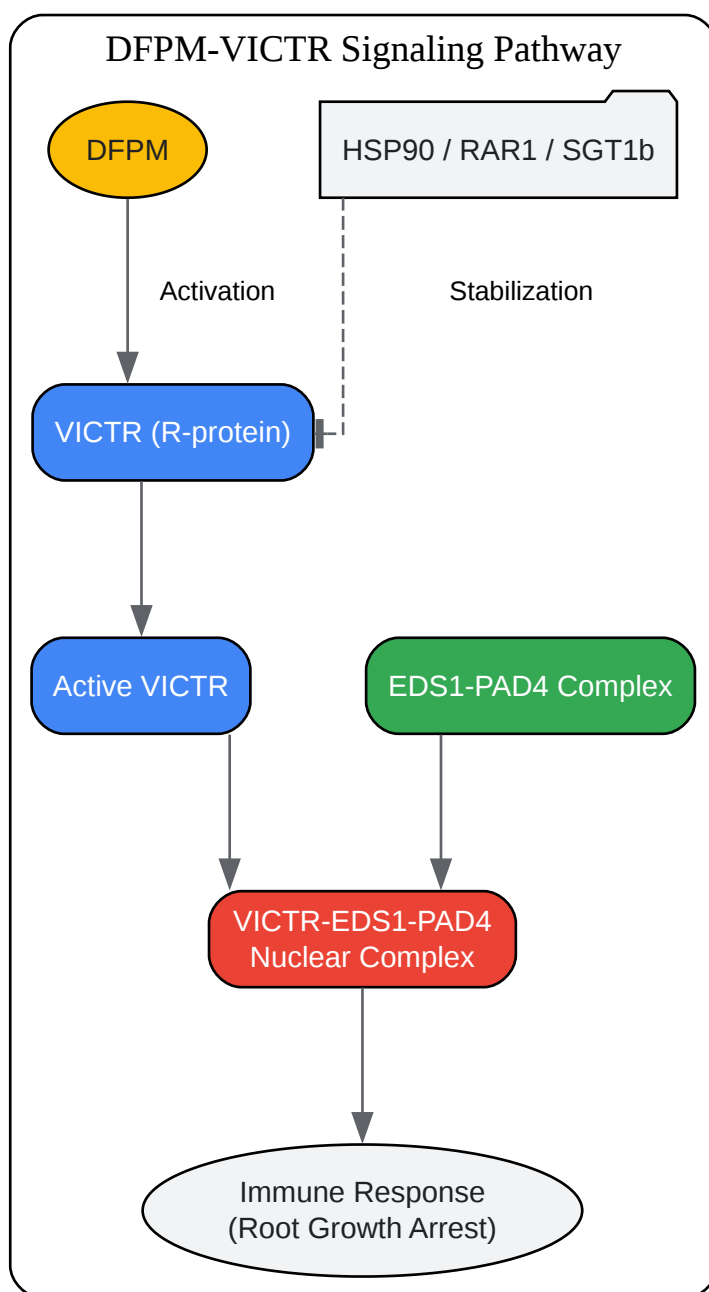 DFPM-VICTR Signaling Pathway
DFPM
HSP90 / RAR1 / SGT1b
Activation
Stabilization
VICTR (R-protein)
Active VICTR
EDS1-PAD4 Complex
VICTR-EDS1-PAD4
Nuclear Complex
Immune Response
(Root Growth Arrest)